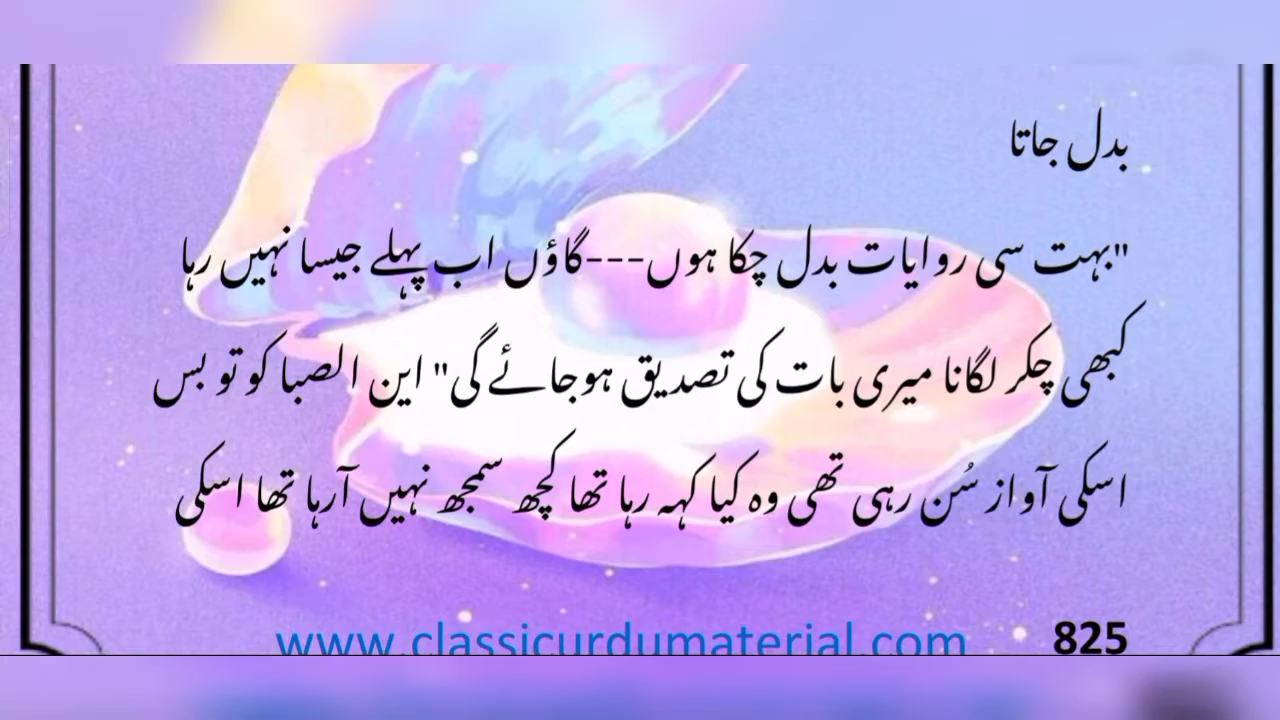 بدل جاتا
"بہت سی روایات بدل چکا ہوں---گاؤں اب پہلے جیسا نہیں رہا
کبھی چکر لگانا میری بات کی تصدیق ہوجائے گی" این الصبا کو تو بس
اسکی آواز سُن رہی تھی وہ کیا کہہ رہا تھا کچھ سمجھ نہیں آرہا تھا اسکی
www.classicurdumaterial.com 825